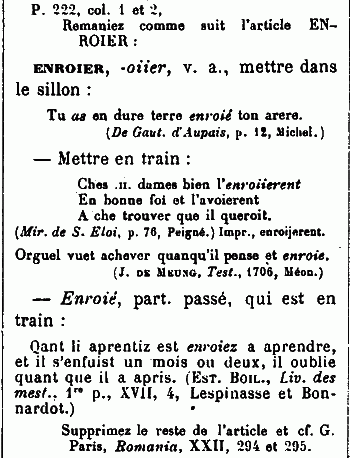 P. 222, col. 1 et 2,
Remaniez comme suit l'article EN-
ROIER :
ENROIER, -oiier, v. a., mettre dans
le sillon :
Tu as en dure terre enroié ton arere.
(De Gaut. d'Aupais, p. 12, Michel.)
— Mettre en train :
Ches .II. dames bien l'enroiierent
En bonne foi et l'avoierent
A che trouver que il queroit.
(Mir. de S. Eloi, p. 76, Peigné.) Impr., enroijerent.
Orguel vuet achever quanqu'il pense et enroie.
(J. DE MEUNG, Test., 1706, Méon.)
— Enroié, part. passé, qui est en
train :
Qant li aprentiz est enroiez a aprendre,
et il s'enfuist un mois ou deux, il oublie
quant que il a apris. (EST. BOIL., Liv. des
mest., 1re p., XVII, 4, Lespinasse et Bon-
nardot.)
Supprimez le reste de l'article et cf. G.
Paris, Romania, XXII, 294 et 295.